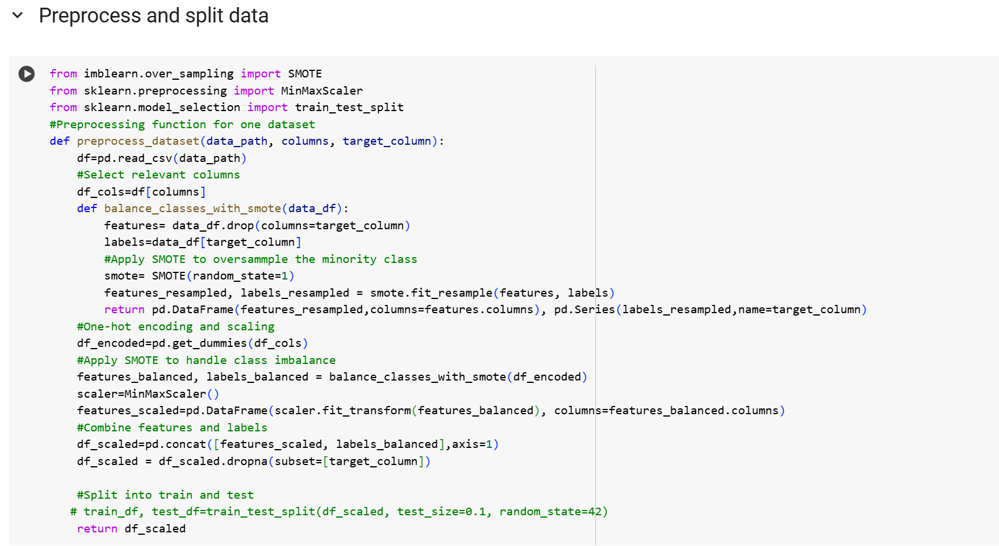 Preprocess and split data
from imblearn.over_sampling import SMOTE
from sklearn.preprocessing import MinMaxScaler
from sklearn.model_selection import train_test_split
#Preprocessing function for one dataset
def preprocess_dataset(data_path, columns, target_column):
    df=pd.read_csv(data_path)
    #Select relevant columns
    df_cols=df[columns]
    def balance_classes_with_smote(data_df):
        features= data_df.drop(columns=target_column)
        labels=data_df[target_column]
        #Apply SMOTE to oversammple the minority class
        smote= SMOTE(random_state=1)
        features_resampled, labels_resampled = smote.fit_resample(features, labels)
        return pd.DataFrame(features_resampled,columns=features.columns), pd.Series(labels_resampled,name=target_column)
    #One-hot encoding and scaling
    df_encoded=pd.get_dummies(df_cols)
    #Apply SMOTE to handle class imbalance
    features_balanced, labels_balanced = balance_classes_with_smote(df_encoded)
    scaler=MinMaxScaler()
    features_scaled=pd.DataFrame(scaler.fit_transform(features_balanced), columns=features_balanced.columns)
    #Combine features and labels
    df_scaled=pd.concat([features_scaled, labels_balanced],axis=1)
    df_scaled = df_scaled.dropna(subset=[target_column])
    #Split into train and test
   # train_df, test_df=train_test_split(df_scaled, test_size=0.1, random_state=42)
    return df_scaled